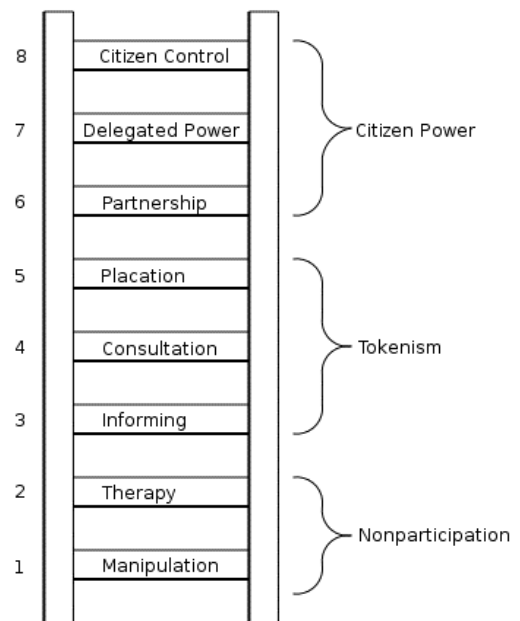 8 Citizen Control
7 Delegated Power
Citizen Power
6 Partnership
5 Placation
4 Consultation
Tokenism
3 Informing
2 Therapy
Nonparticipation
1 Manipulation